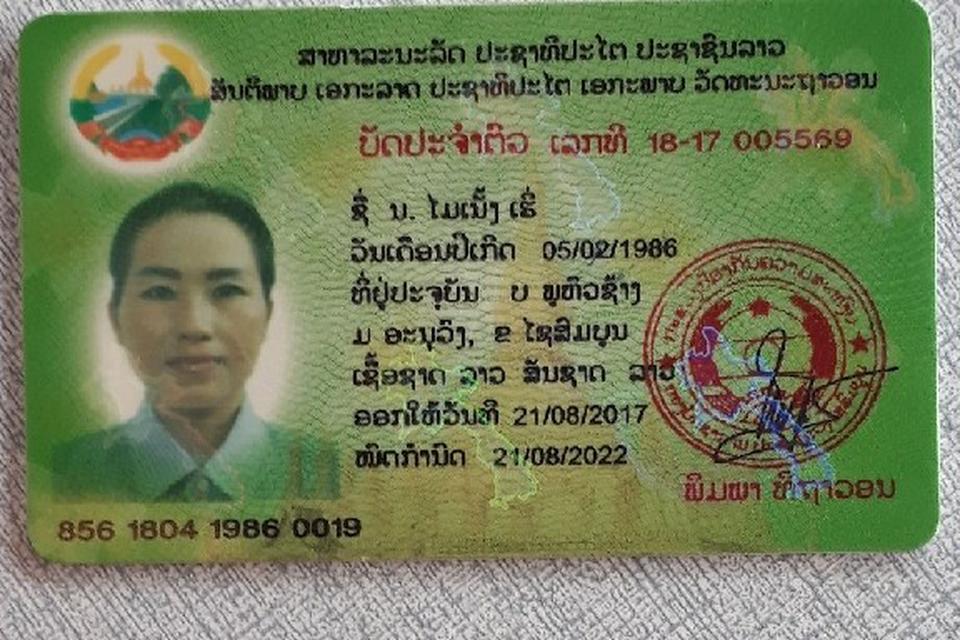 ສາທາລະນະລັດ ປະຊາທິປະໄຕ ປະຊາຊົນລາວ
ສັນຕິພາບ ເອກະລາດ ປະຊາທິປະໄຕ ເອກະພາບ ວັດທະນະຖາວອນ
ບັດປະຈຳຕົວ ເລກທີ 18-17 005569
ຊື່ ນ. ໄມເນັ້ງ ເຮີ່
ວັນເດືອນປີເກີດ 05/02/1986
ທີ່ຢູ່ປະຈຸບັນ ບ ພູຫົວຊ້າງ
ມ ອະນຸວົງ, ຂ ໄຊສົມບູນ
ເຊື້ອຊາດ ລາວ ສັນຊາດ ລາວ
ອອກໃຫ້ວັນທີ 21/08/2017
ໝົດກຳນົດ 21/08/2022
ພິມພາ ທິ່ຖາວອນ
856 1804 1986 0019